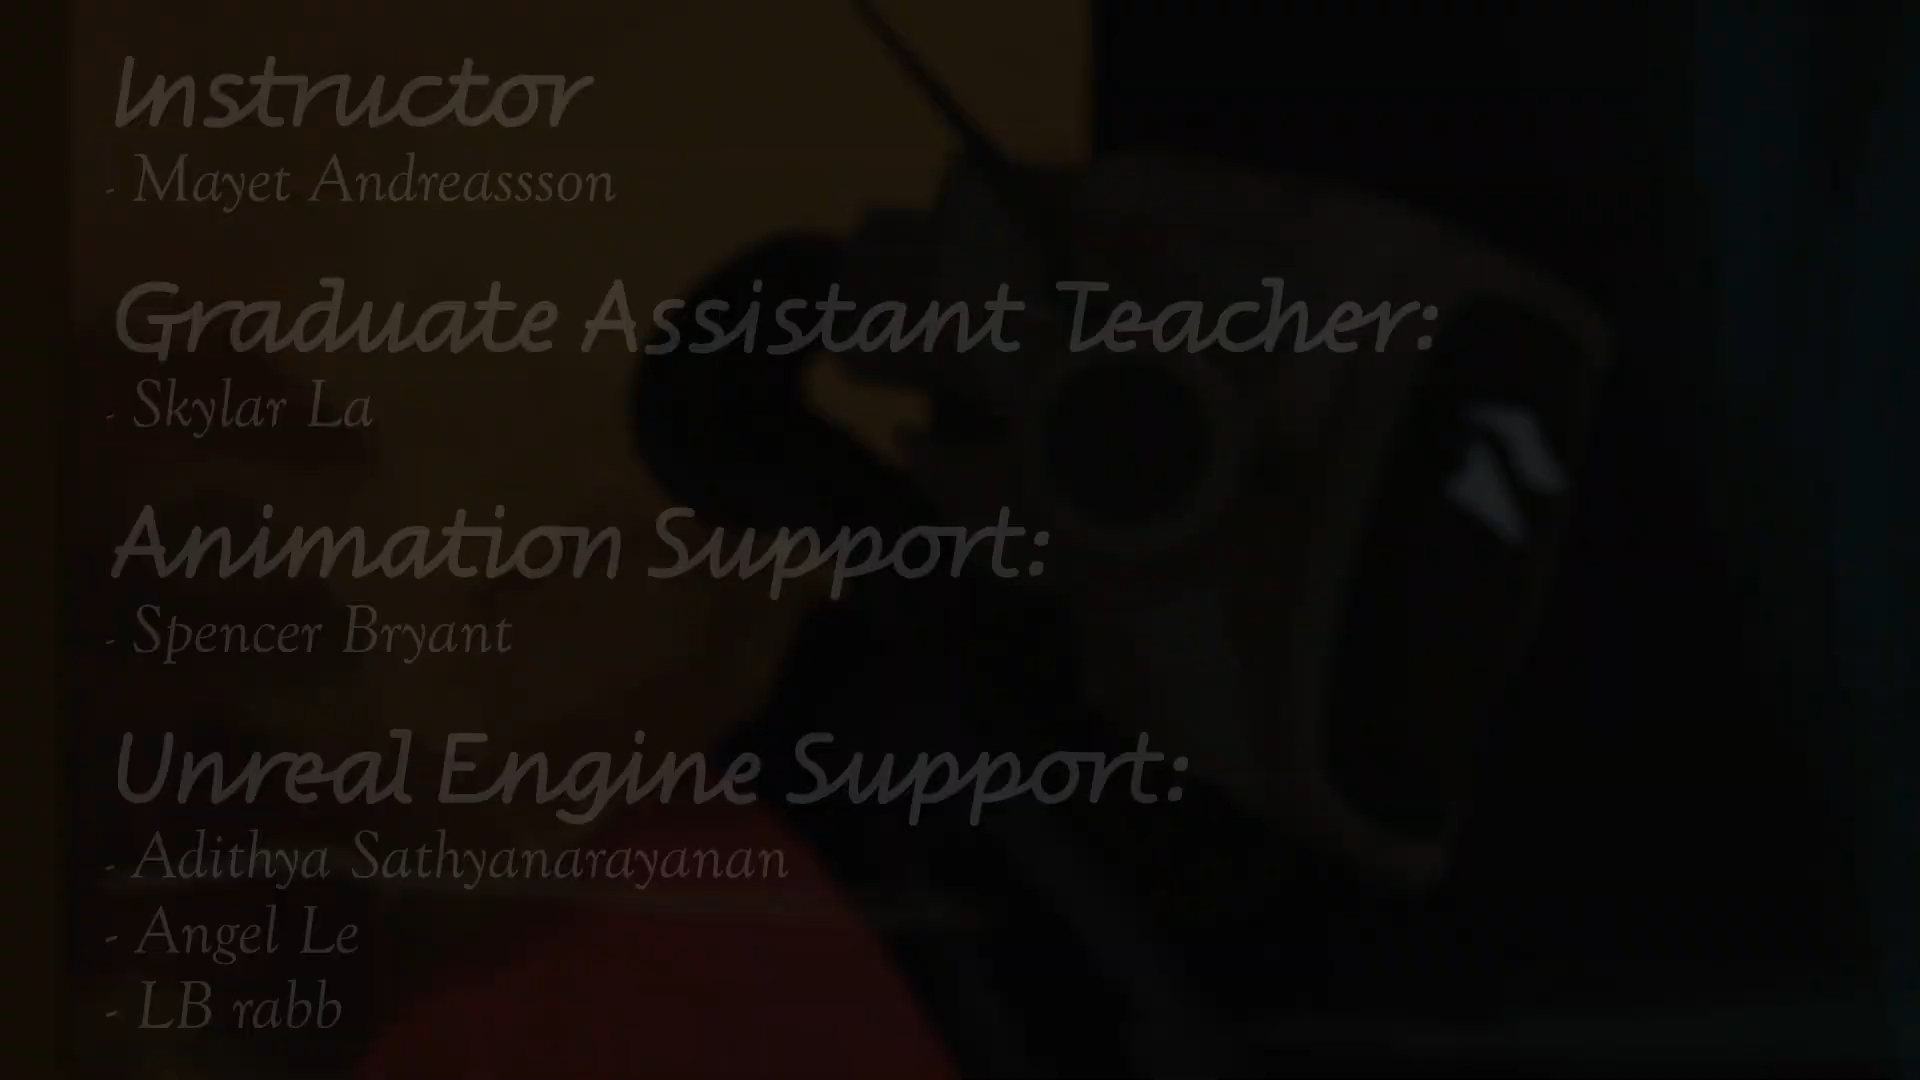 Instructor
- Mayet Andreassson
Graduate Assistant Teacher:
- Skylar La
Animation Support:
- Spencer Bryant
Unreal Engine Support:
- Adithya Sathyanarayanan
- Angel Le
- LB rabb